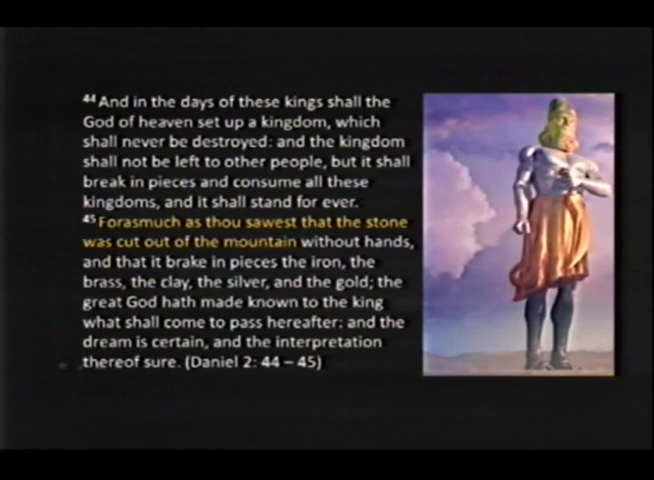 44 And in the days of these kings shall the
God of heaven set up a kingdom, which
shall never be destroyed: and the kingdom
shall not be left to other people, but it shall
break in pieces and consume all these
kingdoms, and it shall stand for ever.
45 Forasmuch as thou sawest that the stone
was cut out of the mountain without hands,
and that it brake in pieces the iron, the
brass, the clay, the silver, and the gold; the
great God hath made known to the king
what shall come to pass hereafter: and the
dream is certain, and the interpretation
thereof sure. (Daniel 2: 44 – 45)